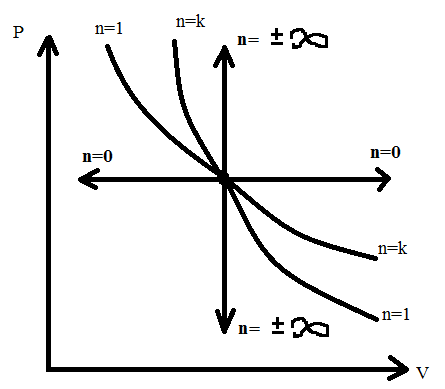 P
n=1
n=k
n= ±∞
n=0
n=0
n=k
n=1
n= ±∞
V